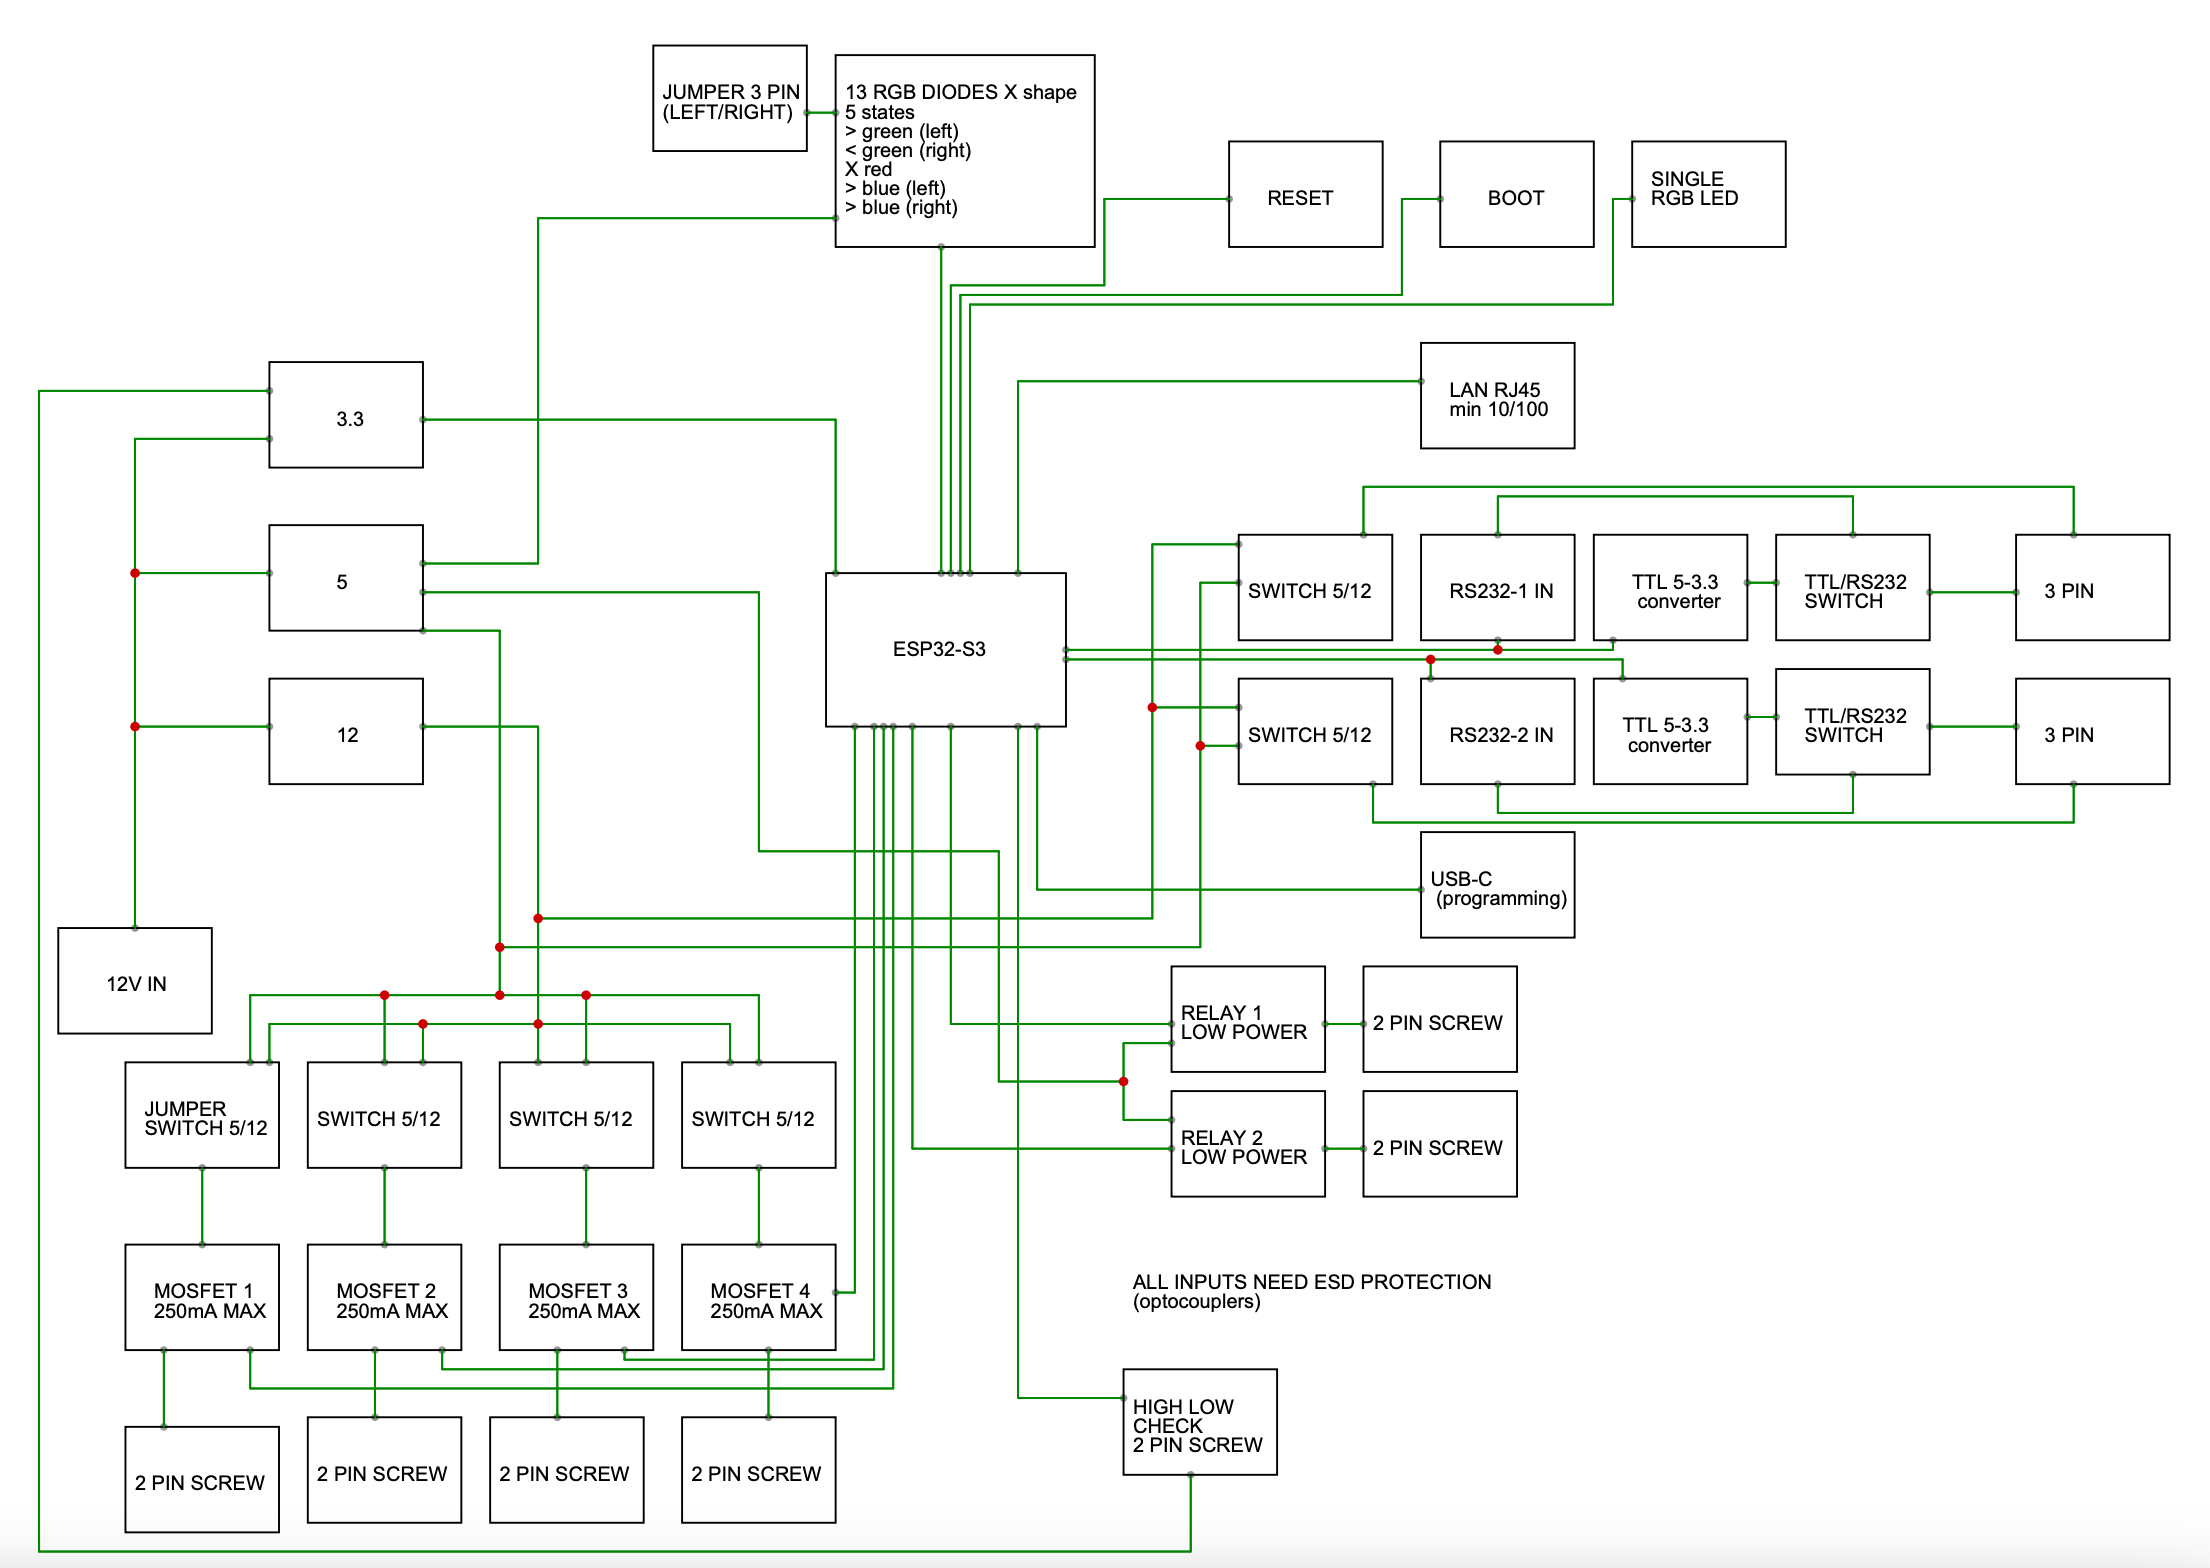 JUMPER 3 PIN
(LEFT/RIGHT)
13 RGB DIODES X shape
5 states
> green (left)
< green (right)
X red
> blue (left)
> blue (right)
RESET
BOOT
SINGLE
RGB LED
3.3
LAN RJ45
min 10/100
5
ESP32-S3
SWITCH 5/12
RS232-1 IN
TTL 5-3.3
converter
TTL/RS232
SWITCH
3 PIN
12
SWITCH 5/12
RS232-2 IN
TTL 5-3.3
converter
TTL/RS232
SWITCH
3 PIN
USB-C
(programming)
12V IN
RELAY 1
LOW POWER
2 PIN SCREW
JUMPER
SWITCH 5/12
SWITCH 5/12
SWITCH 5/12
SWITCH 5/12
RELAY 2
LOW POWER
2 PIN SCREW
MOSFET 1
250mA MAX
MOSFET 2
250mA MAX
MOSFET 3
250mA MAX
MOSFET 4
250mA MAX
ALL INPUTS NEED ESD PROTECTION
(optocouplers)
HIGH LOW
CHECK
2 PIN SCREW
2 PIN SCREW
2 PIN SCREW
2 PIN SCREW
2 PIN SCREW